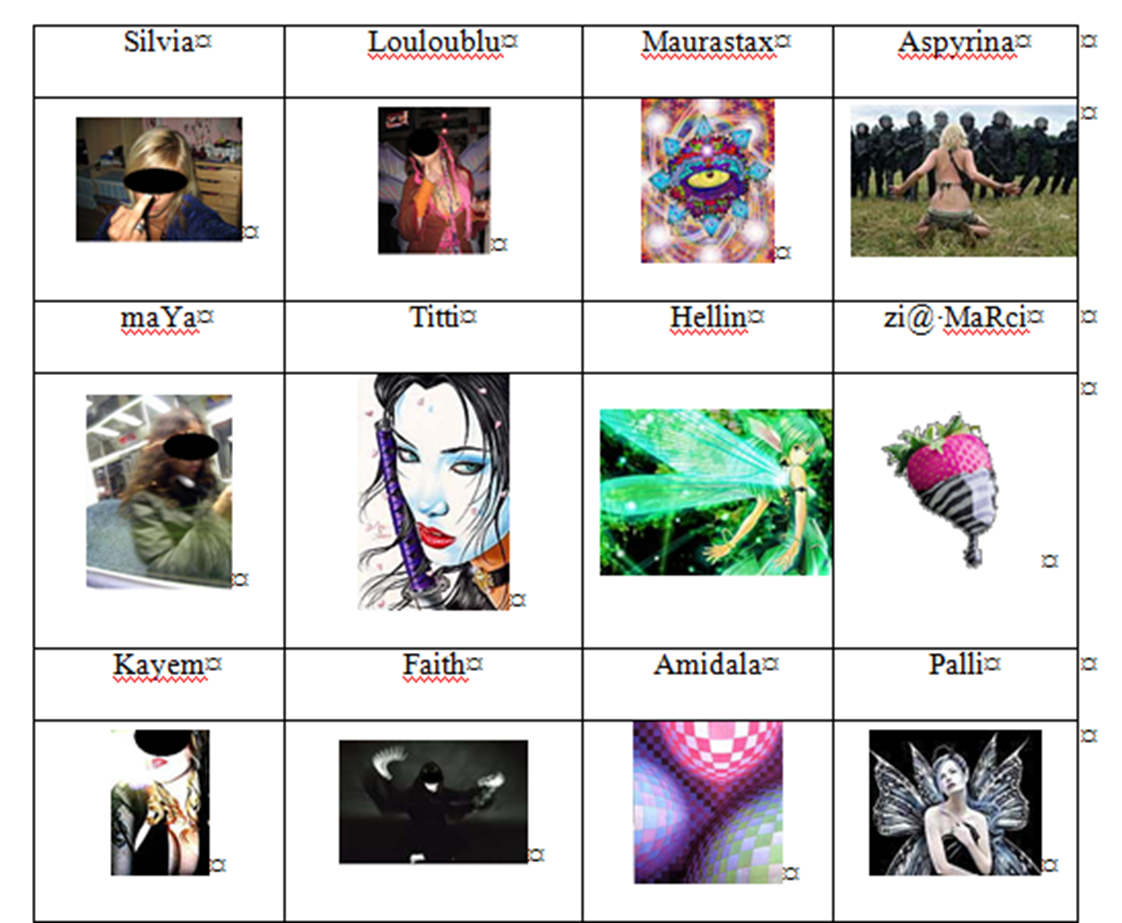 Silvia¤ Louloublu¤ Maurastax¤ Aspyrina¤ ¤
¤ ¤ ¤ ¤
maYa¤ Titti¤ Hellin¤ zi@·MaRci¤ ¤
¤ ¤ ¤ ¤
Kayem¤ Faith¤ Amidala¤ Palli¤ ¤
¤ ¤ ¤ ¤ ¤